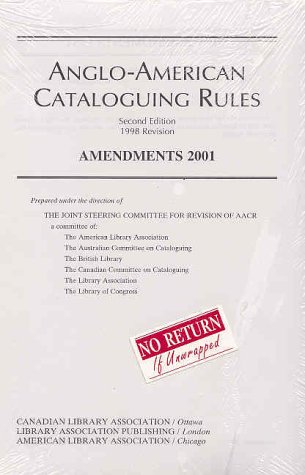 ANGLO-AMERICAN
CATALOGUING RULES
Second Edition
1998 Revision
AMENDMENTS 2001
Prepared under the direction of
THE JOINT STEERING COMMITTEE FOR REVISION OF AACR
a committee of:
The American Library Association
The Australian Committee on Cataloguing
The British Library
The Canadian Committee on Cataloguing
The Library Association
The Library of Congress
NO RETURN
If Unwrapped
CANADIAN LIBRARY ASSOCIATION / Ottawa
LIBRARY ASSOCIATION PUBLISHING / London
AMERICAN LIBRARY ASSOCIATION / Chicago